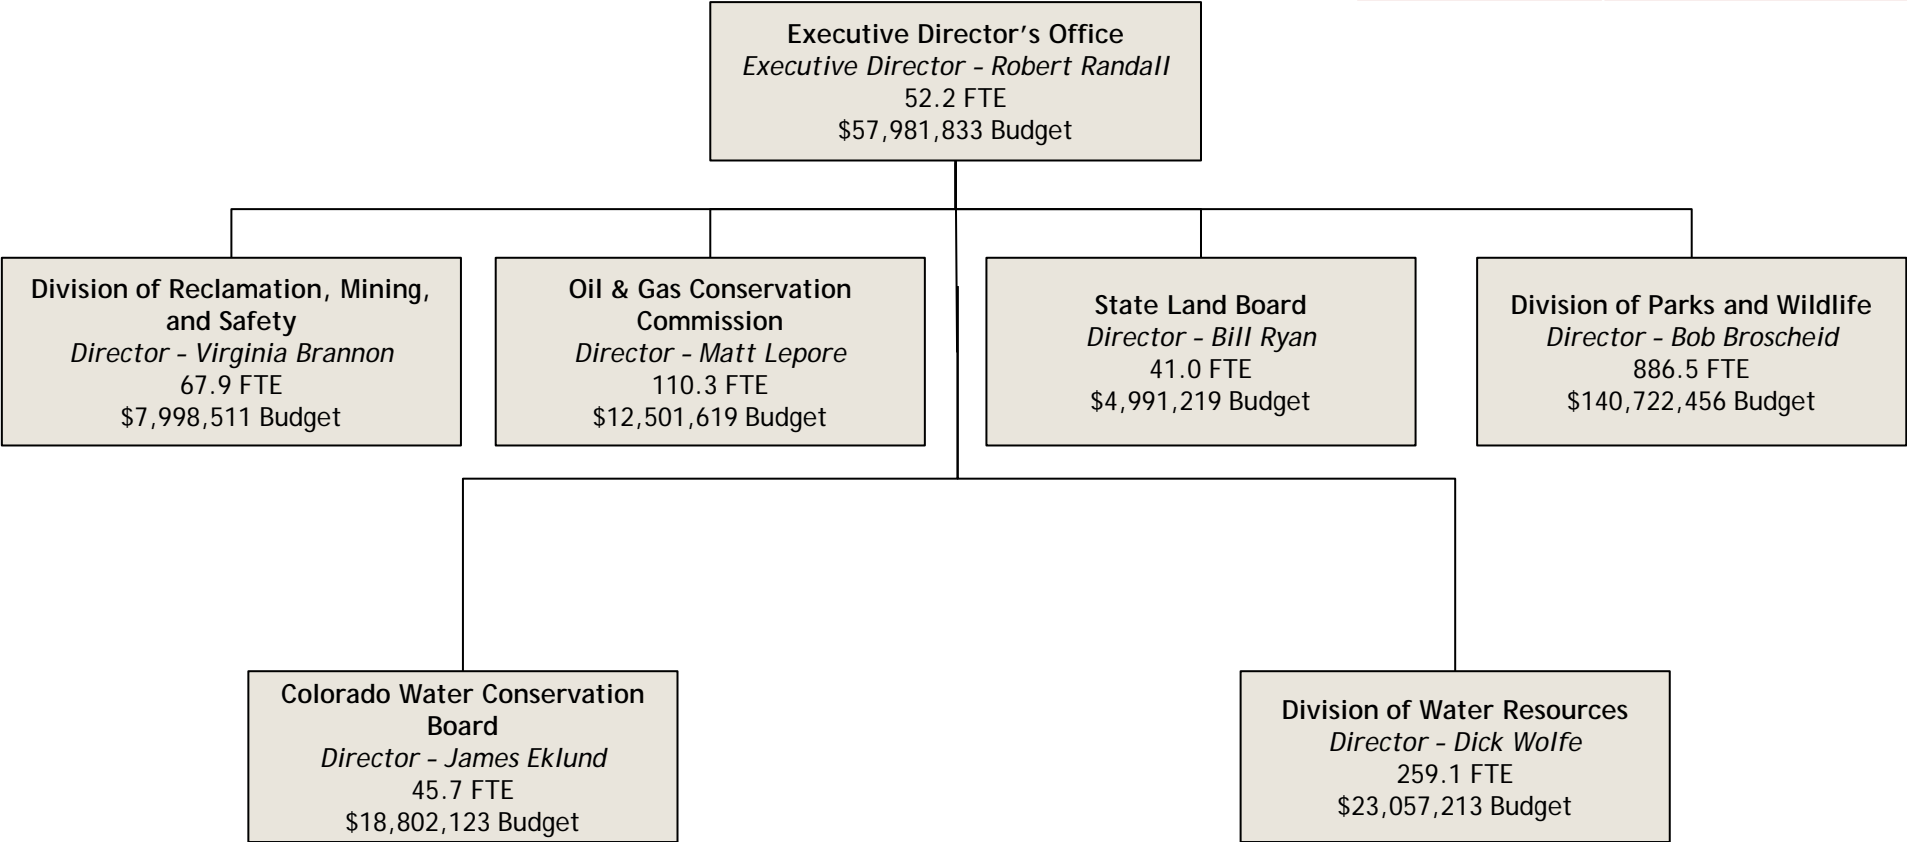 Executive Director’s Office
Executive Director – Robert Randall
52.2 FTE
$57,981,833 Budget
Division of Reclamation, Mining,
and Safety
Director – Virginia Brannon
67.9 FTE
$7,998,511 Budget
Oil & Gas Conservation
Commission
Director – Matt Lepore
110.3 FTE
$12,501,619 Budget
State Land Board
Director – Bill Ryan
41.0 FTE
$4,991,219 Budget
Division of Parks and Wildlife
Director – Bob Broscheid
886.5 FTE
$140,722,456 Budget
Colorado Water Conservation
Board
Director – James Eklund
45.7 FTE
$18,802,123 Budget
Division of Water Resources
Director – Dick Wolfe
259.1 FTE
$23,057,213 Budget